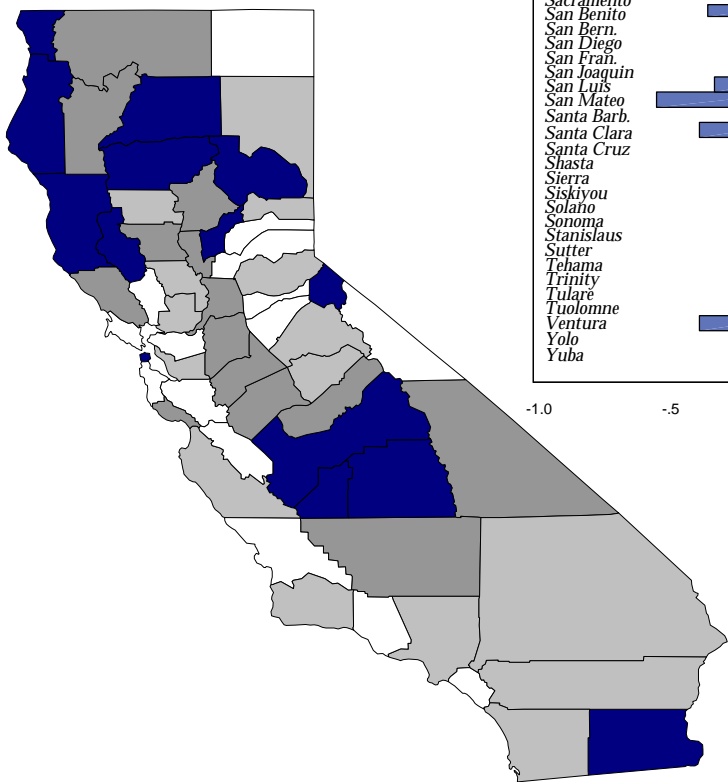 Sacramento
San Benito
San Bern.
San Diego
San Fran.
San Joaquin
San Luis
San Mateo
Santa Barb.
Santa Clara
Santa Cruz
Shasta
Sierra
Siskiyou
Solano
Sonoma
Stanislaus
Sutter
Tehama
Trinity
Tulare
Tuolomne
Ventura
Yolo
Yuba
-1.0 -.5